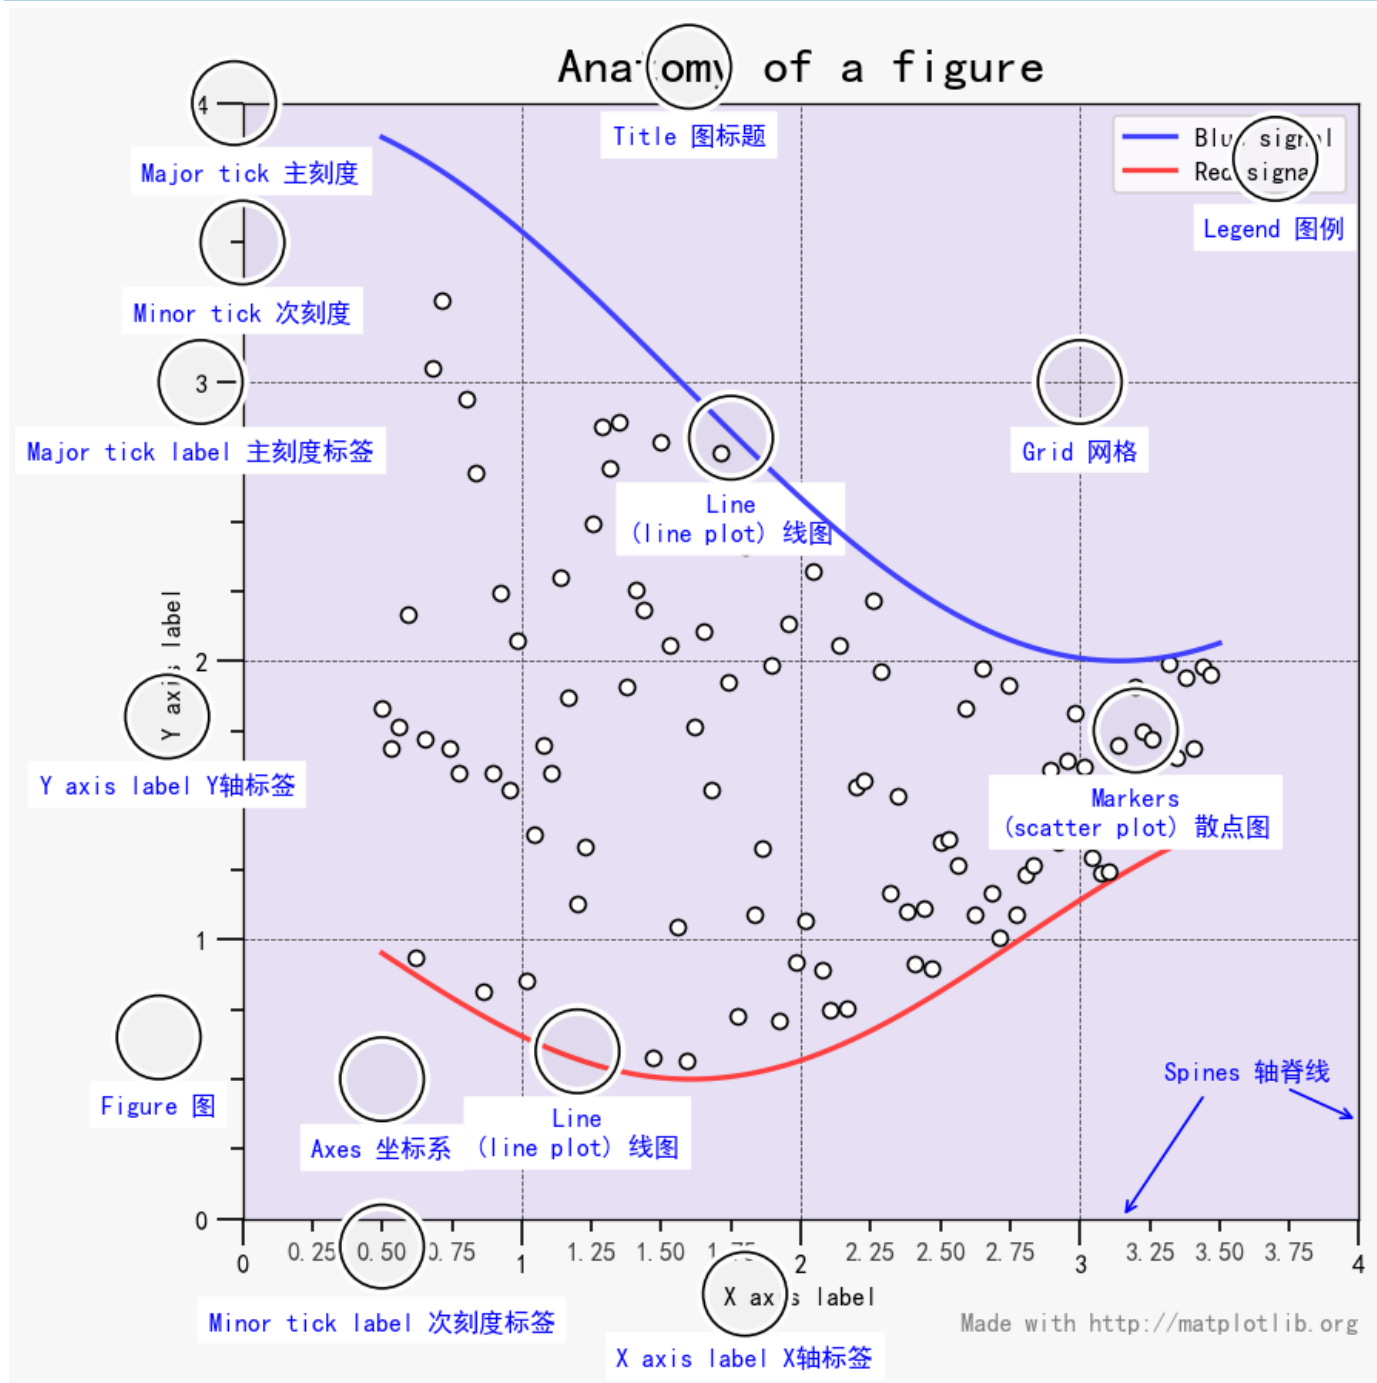 Anatomy of a figure
Title 图标题
4
Major tick 主刻度
Blue signal
Red signal
Legend 图例
Minor tick 次刻度
3
Major tick label 主刻度标签
Grid 网格
Line
(line plot) 线图
2
Y axis label
Y axis label Y轴标签
Markers
(scatter plot) 散点图
1
Figure 图
Axes 坐标系
Line
(line plot) 线图
Spines 轴脊线
0
0.25 0.50 0.75 1.25 1.50 1.75 2.25 2.50 2.75 3.25 3.50 3.75
0 1 2 3 4
X axis label
Minor tick label 次刻度标签
Made with http://matplotlib.org
X axis label X轴标签